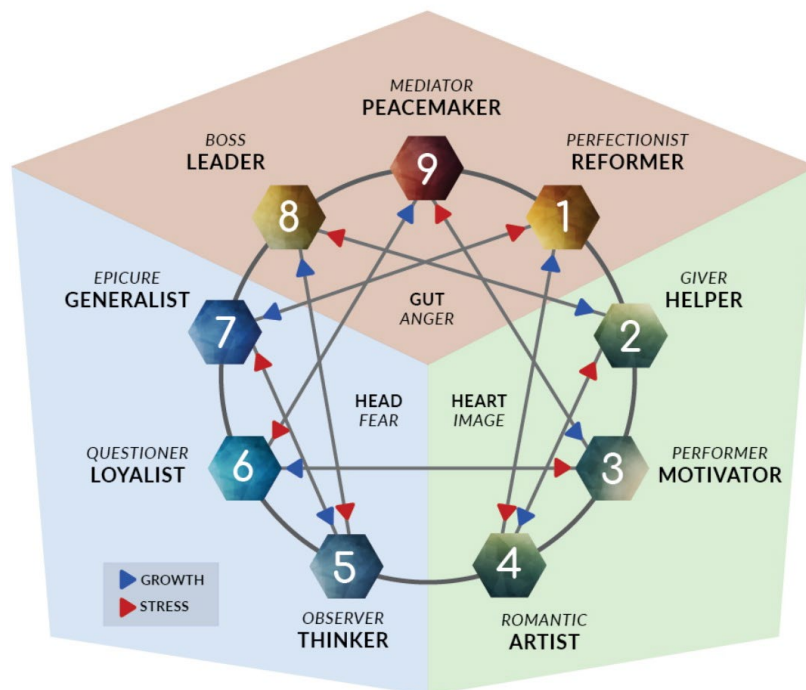 MEDIATOR
PEACEMAKER
9
BOSS
LEADER
8
PERFECTIONIST
REFORMER
1
EPICURE
GENERALIST
7
GUT
ANGER
GIVER
HELPER
2
HEAD
FEAR
HEART
IMAGE
QUESTIONER
LOYALIST
6
PERFORMER
MOTIVATOR
3
5
4
GROWTH
STRESS
OBSERVER
THINKER
ROMANTIC
ARTIST